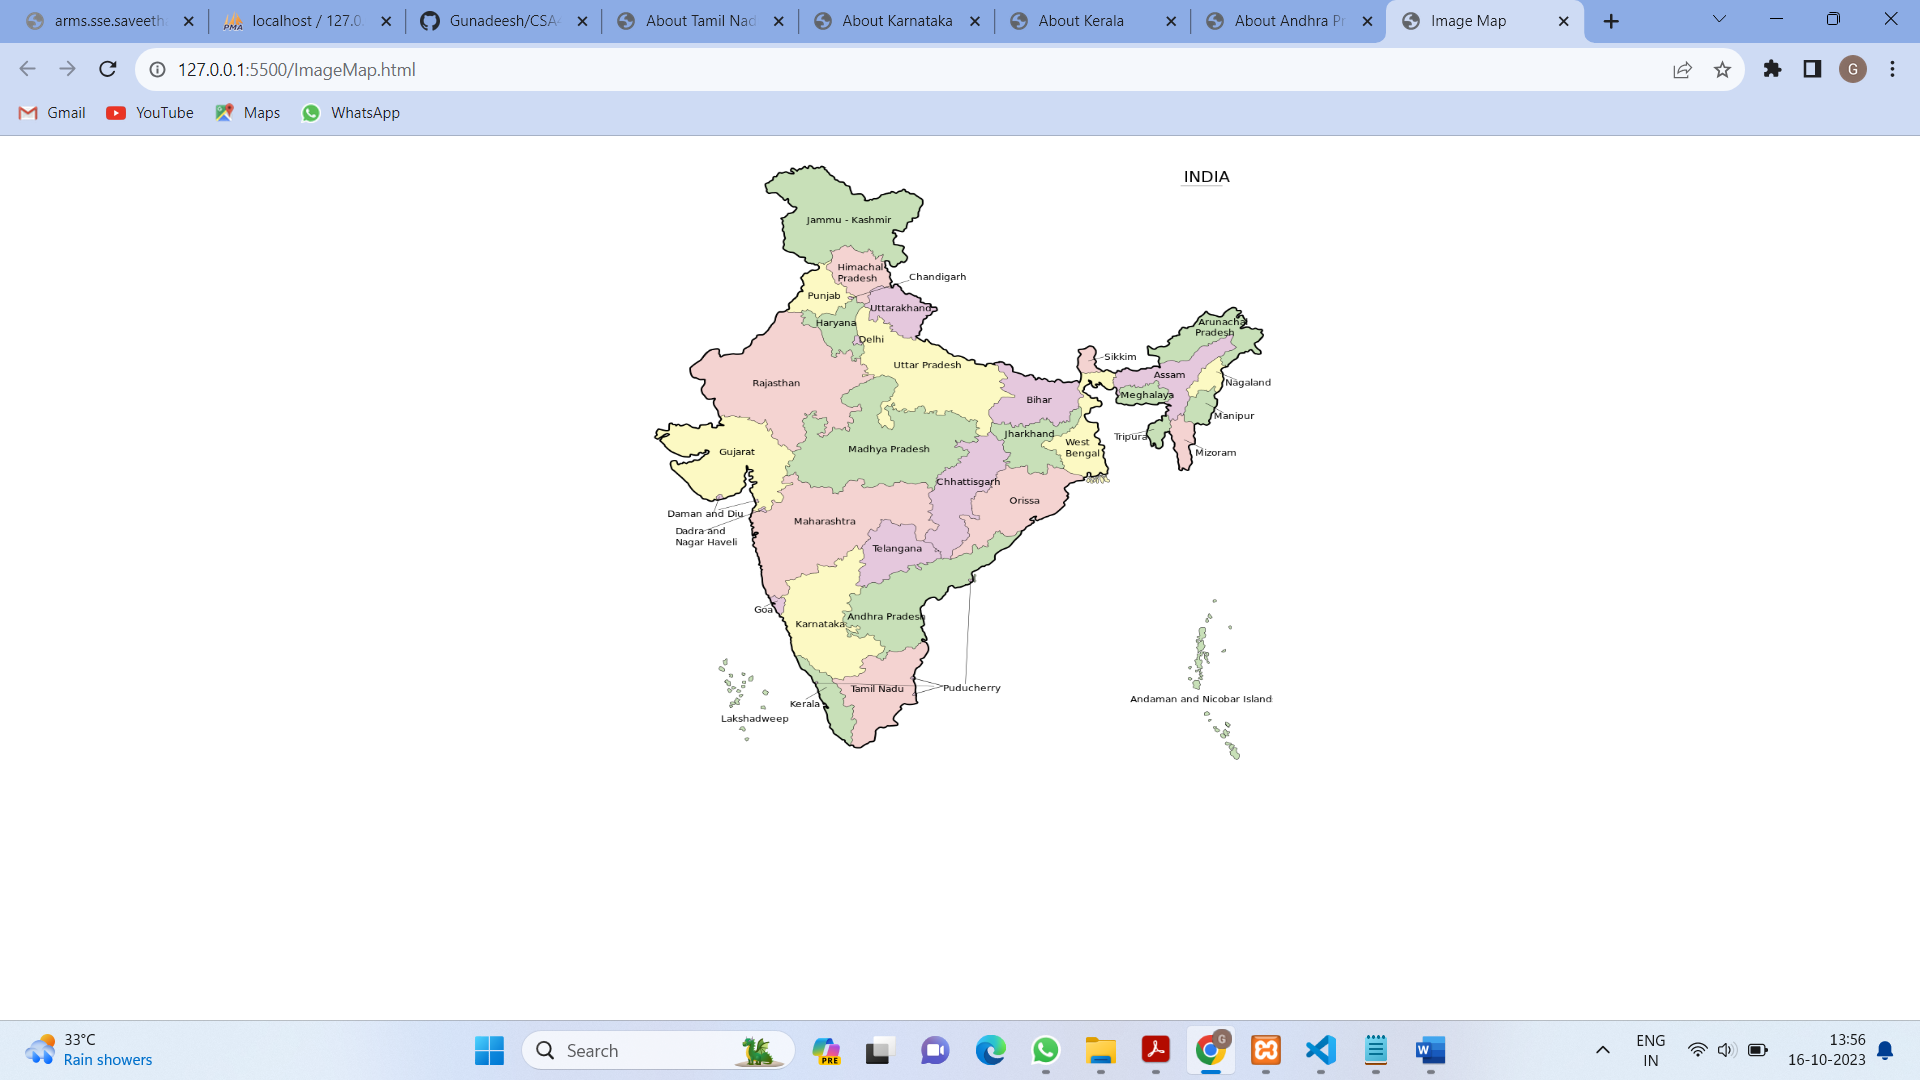 arms.sse.saveeth
localhost / 127.0.
Gunadeesh/CSA
About Tamil Nad
About Karnataka
About Kerala
About Andhra Pr
Image Map
127.0.0.1:5500/ImageMap.html
G
Gmail
YouTube
Maps
WhatsApp
INDIA
Jammu - Kashmir
Himachal
Pradesh
Chandigarh
Punjab
Uttarakhand
Haryana
Delhi
Arunachal
Pradesh
Sikkim
Uttar Pradesh
Assam
Nagaland
Rajasthan
Meghalaya
Bihar
Manipur
Jharkhand
Tripura
West
Bengal
Madhya Pradesh
Gujarat
Mizoram
Chhattisgarh
Orissa
Daman and Diu
Maharashtra
Dadra and
Nagar Haveli
Telangana
Goa
Andhra Pradesh
Karnataka
Puducherry
Tamil Nadu
Andaman and Nicobar Island
Kerala
Lakshadweep
33°C
Rain showers
Search
PRE
G
ENG
IN
13:56
16-10-2023